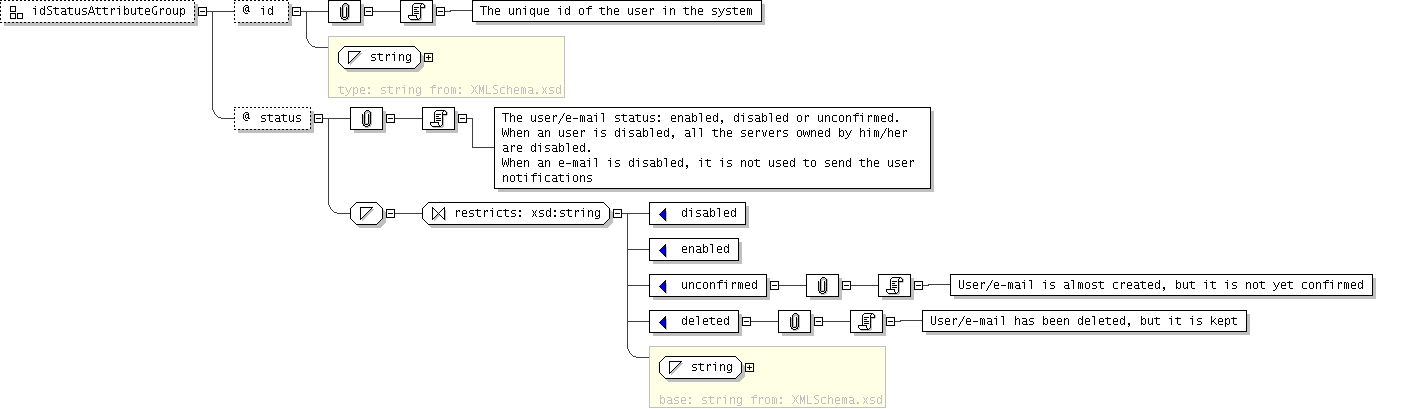 idStatusAttributeGroup
@ id
The unique id of the user in the system
string
type: string from: XMLSchema.xsd
@ status
The user/e-mail status: enabled, disabled or unconfirmed.
When an user is disabled, all the servers owned by him/her
are disabled.
When an e-mail is disabled, it is not used to send the user
notifications
restricts: xsd:string
disabled
enabled
unconfirmed
User/e-mail is almost created, but it is not yet confirmed
deleted
User/e-mail has been deleted, but it is kept
string
base: string from: XMLSchema.xsd